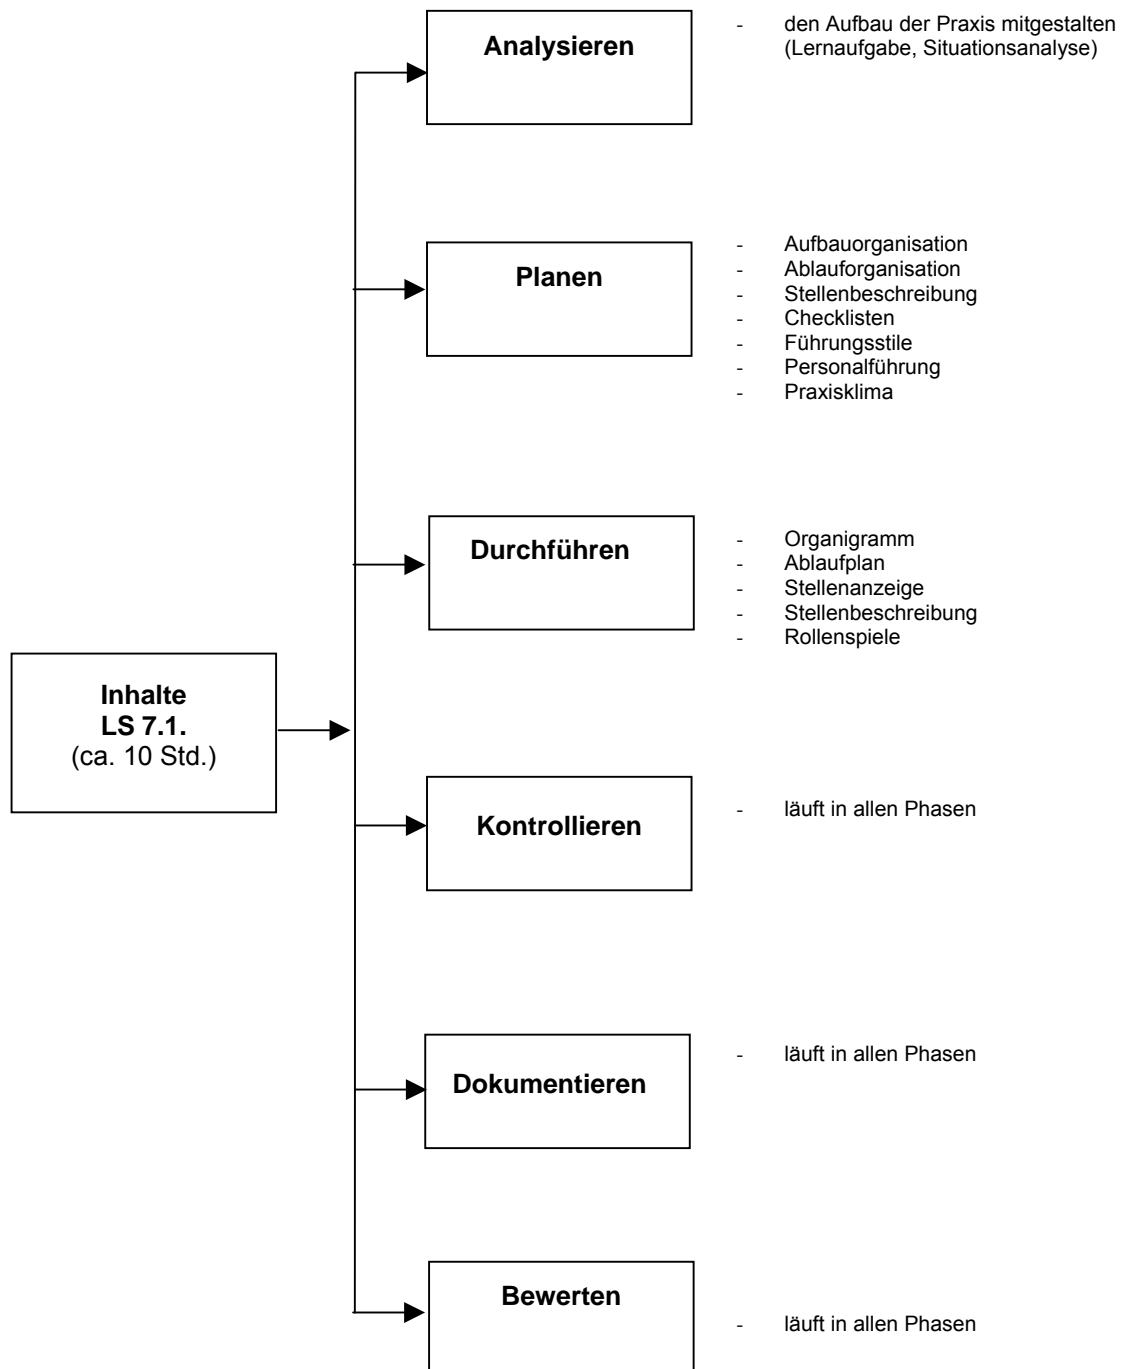 Analysieren
- den Aufbau der Praxis mitgestalten
(Lernaufgabe, Situationsanalyse)
Planen
- Aufbauorganisation
- Ablauforganisation
- Stellenbeschreibung
- Checklisten
- Führungsstile
- Personalführung
- Praxisklima
Durchführen
- Organigramm
- Ablaufplan
- Stellenanzeige
- Stellenbeschreibung
- Rollenspiele
Inhalte
LS 7.1.
(ca. 10 Std.)
Kontrollieren
- läuft in allen Phasen
Dokumentieren
- läuft in allen Phasen
Bewerten
- läuft in allen Phasen